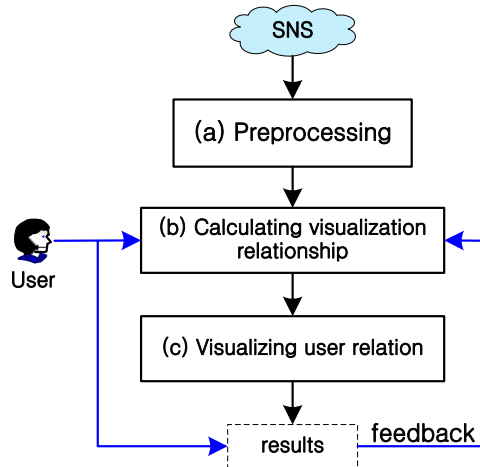 SNS
(a) Preprocessing
(b) Calculating visualization
relationship
User
(c) Visualizing user relation
results
feedback